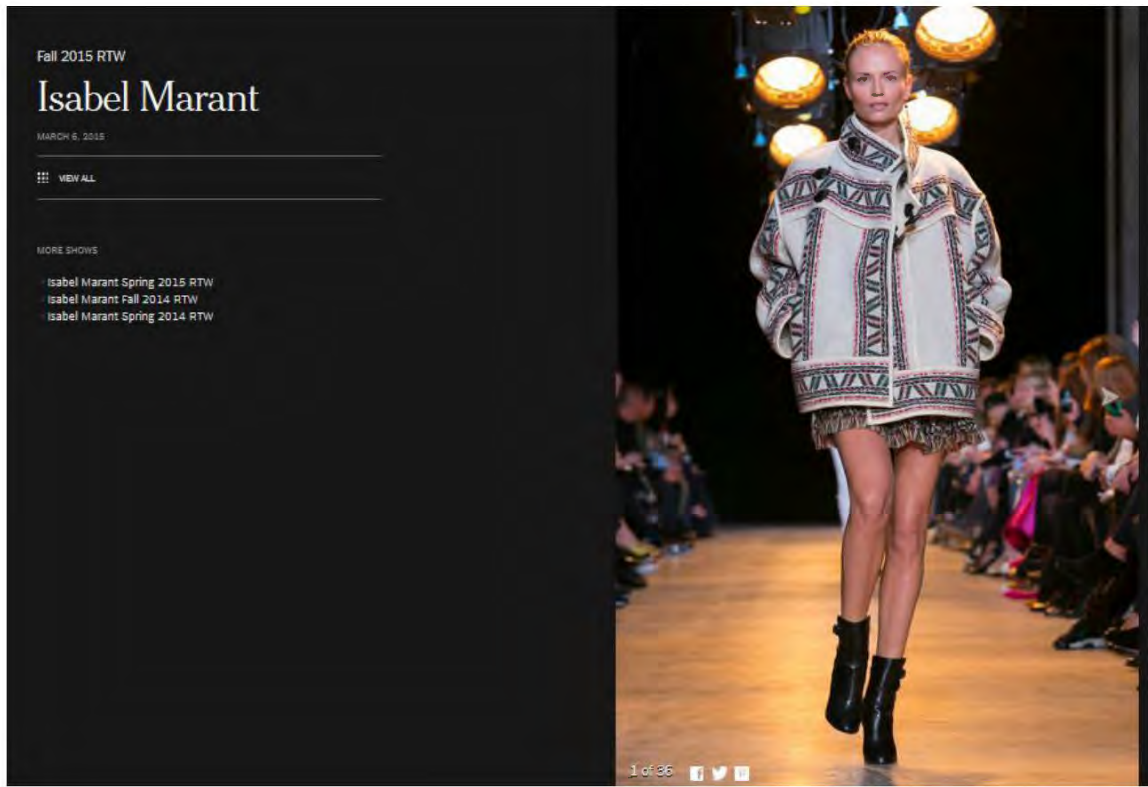 Fall 2015 RTW
Isabel Marant
MARCH 6, 2015
VIEW ALL
MORE SHOWS
Isabel Marant Spring 2015 RTW
Isabel Marant Fall 2014 RTW
Isabel Marant Spring 2014 RTW
1 of 36